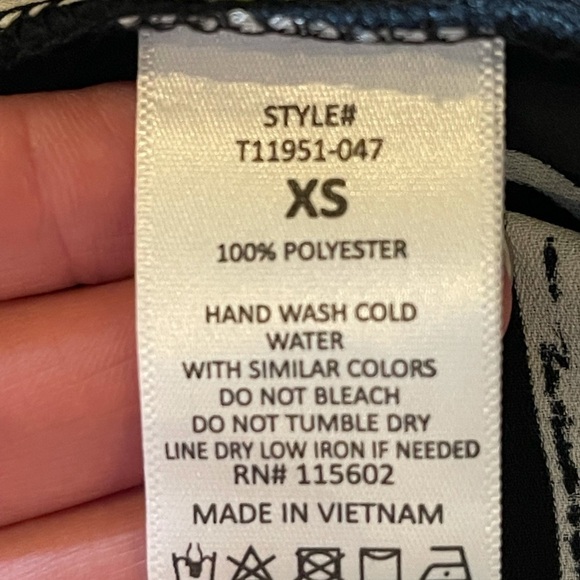 STYLE#
T11951-047
XS
100% POLYESTER
HAND WASH COLD
WATER
WITH SIMILAR COLORS
DO NOT BLEACH
DO NOT TUMBLE DRY
LINE DRY LOW IRON IF NEEDED
RN# 115602
MADE IN VIETNAM